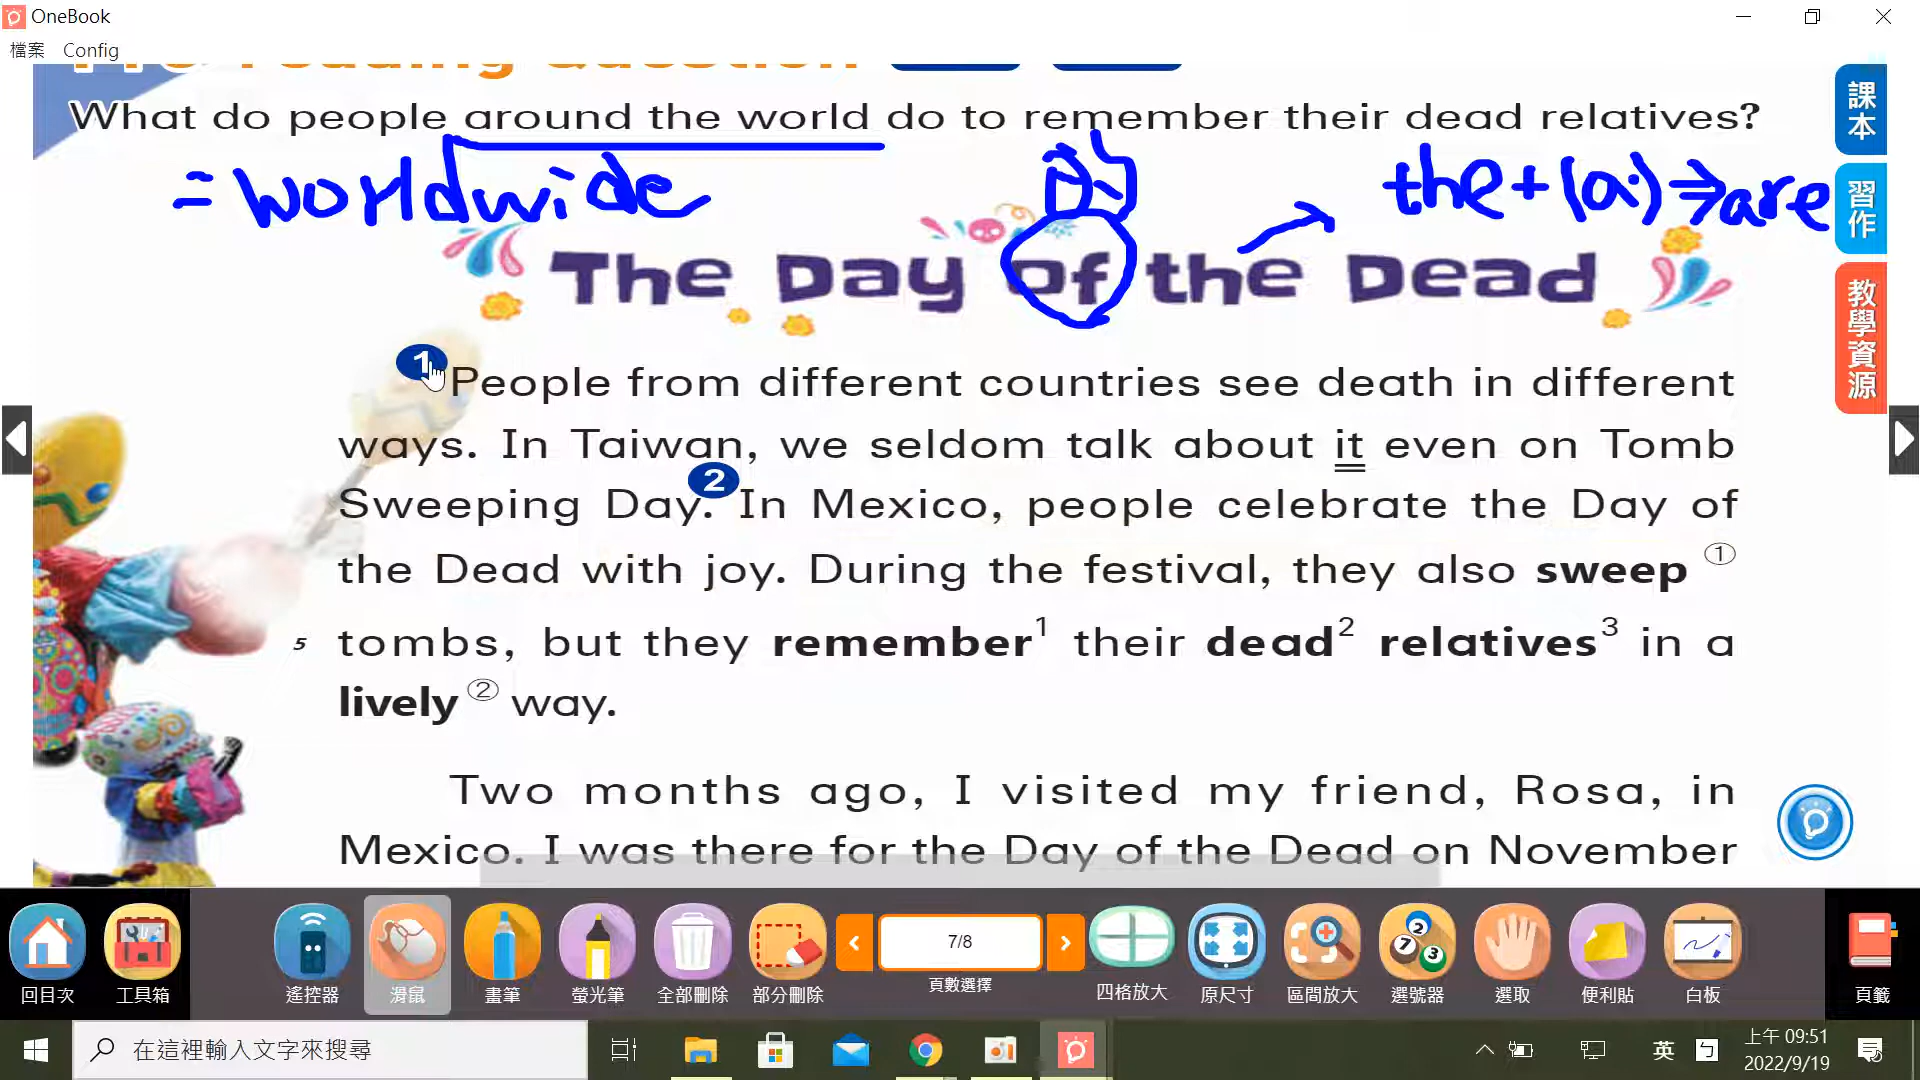 OneBook
檔案 Config
What do people around the world do to remember their dead relatives?
= worldwide
the + (a.) ⇒ are
The Day of the Dead
1 People from different countries see death in different
ways. In Taiwan, we seldom talk about it even on Tomb
Sweeping Day. 2 In Mexico, people celebrate the Day of
the Dead with joy. During the festival, they also sweep ①
5 tombs, but they remember¹ their dead² relatives³ in a
lively ② way.
Two months ago, I visited my friend, Rosa, in
Mexico. I was there for the Day of the Dead on November
課本
習作
教學資源
7/8
回目次 工具箱 遙控器 滑鼠 畫筆 螢光筆 全部刪除 部分刪除 頁數選擇 四格放大 原尺寸 區間放大 選號器 選取 便利貼 白板 頁籤
在這裡輸入文字來搜尋
英
上午 09:51
2022/9/19